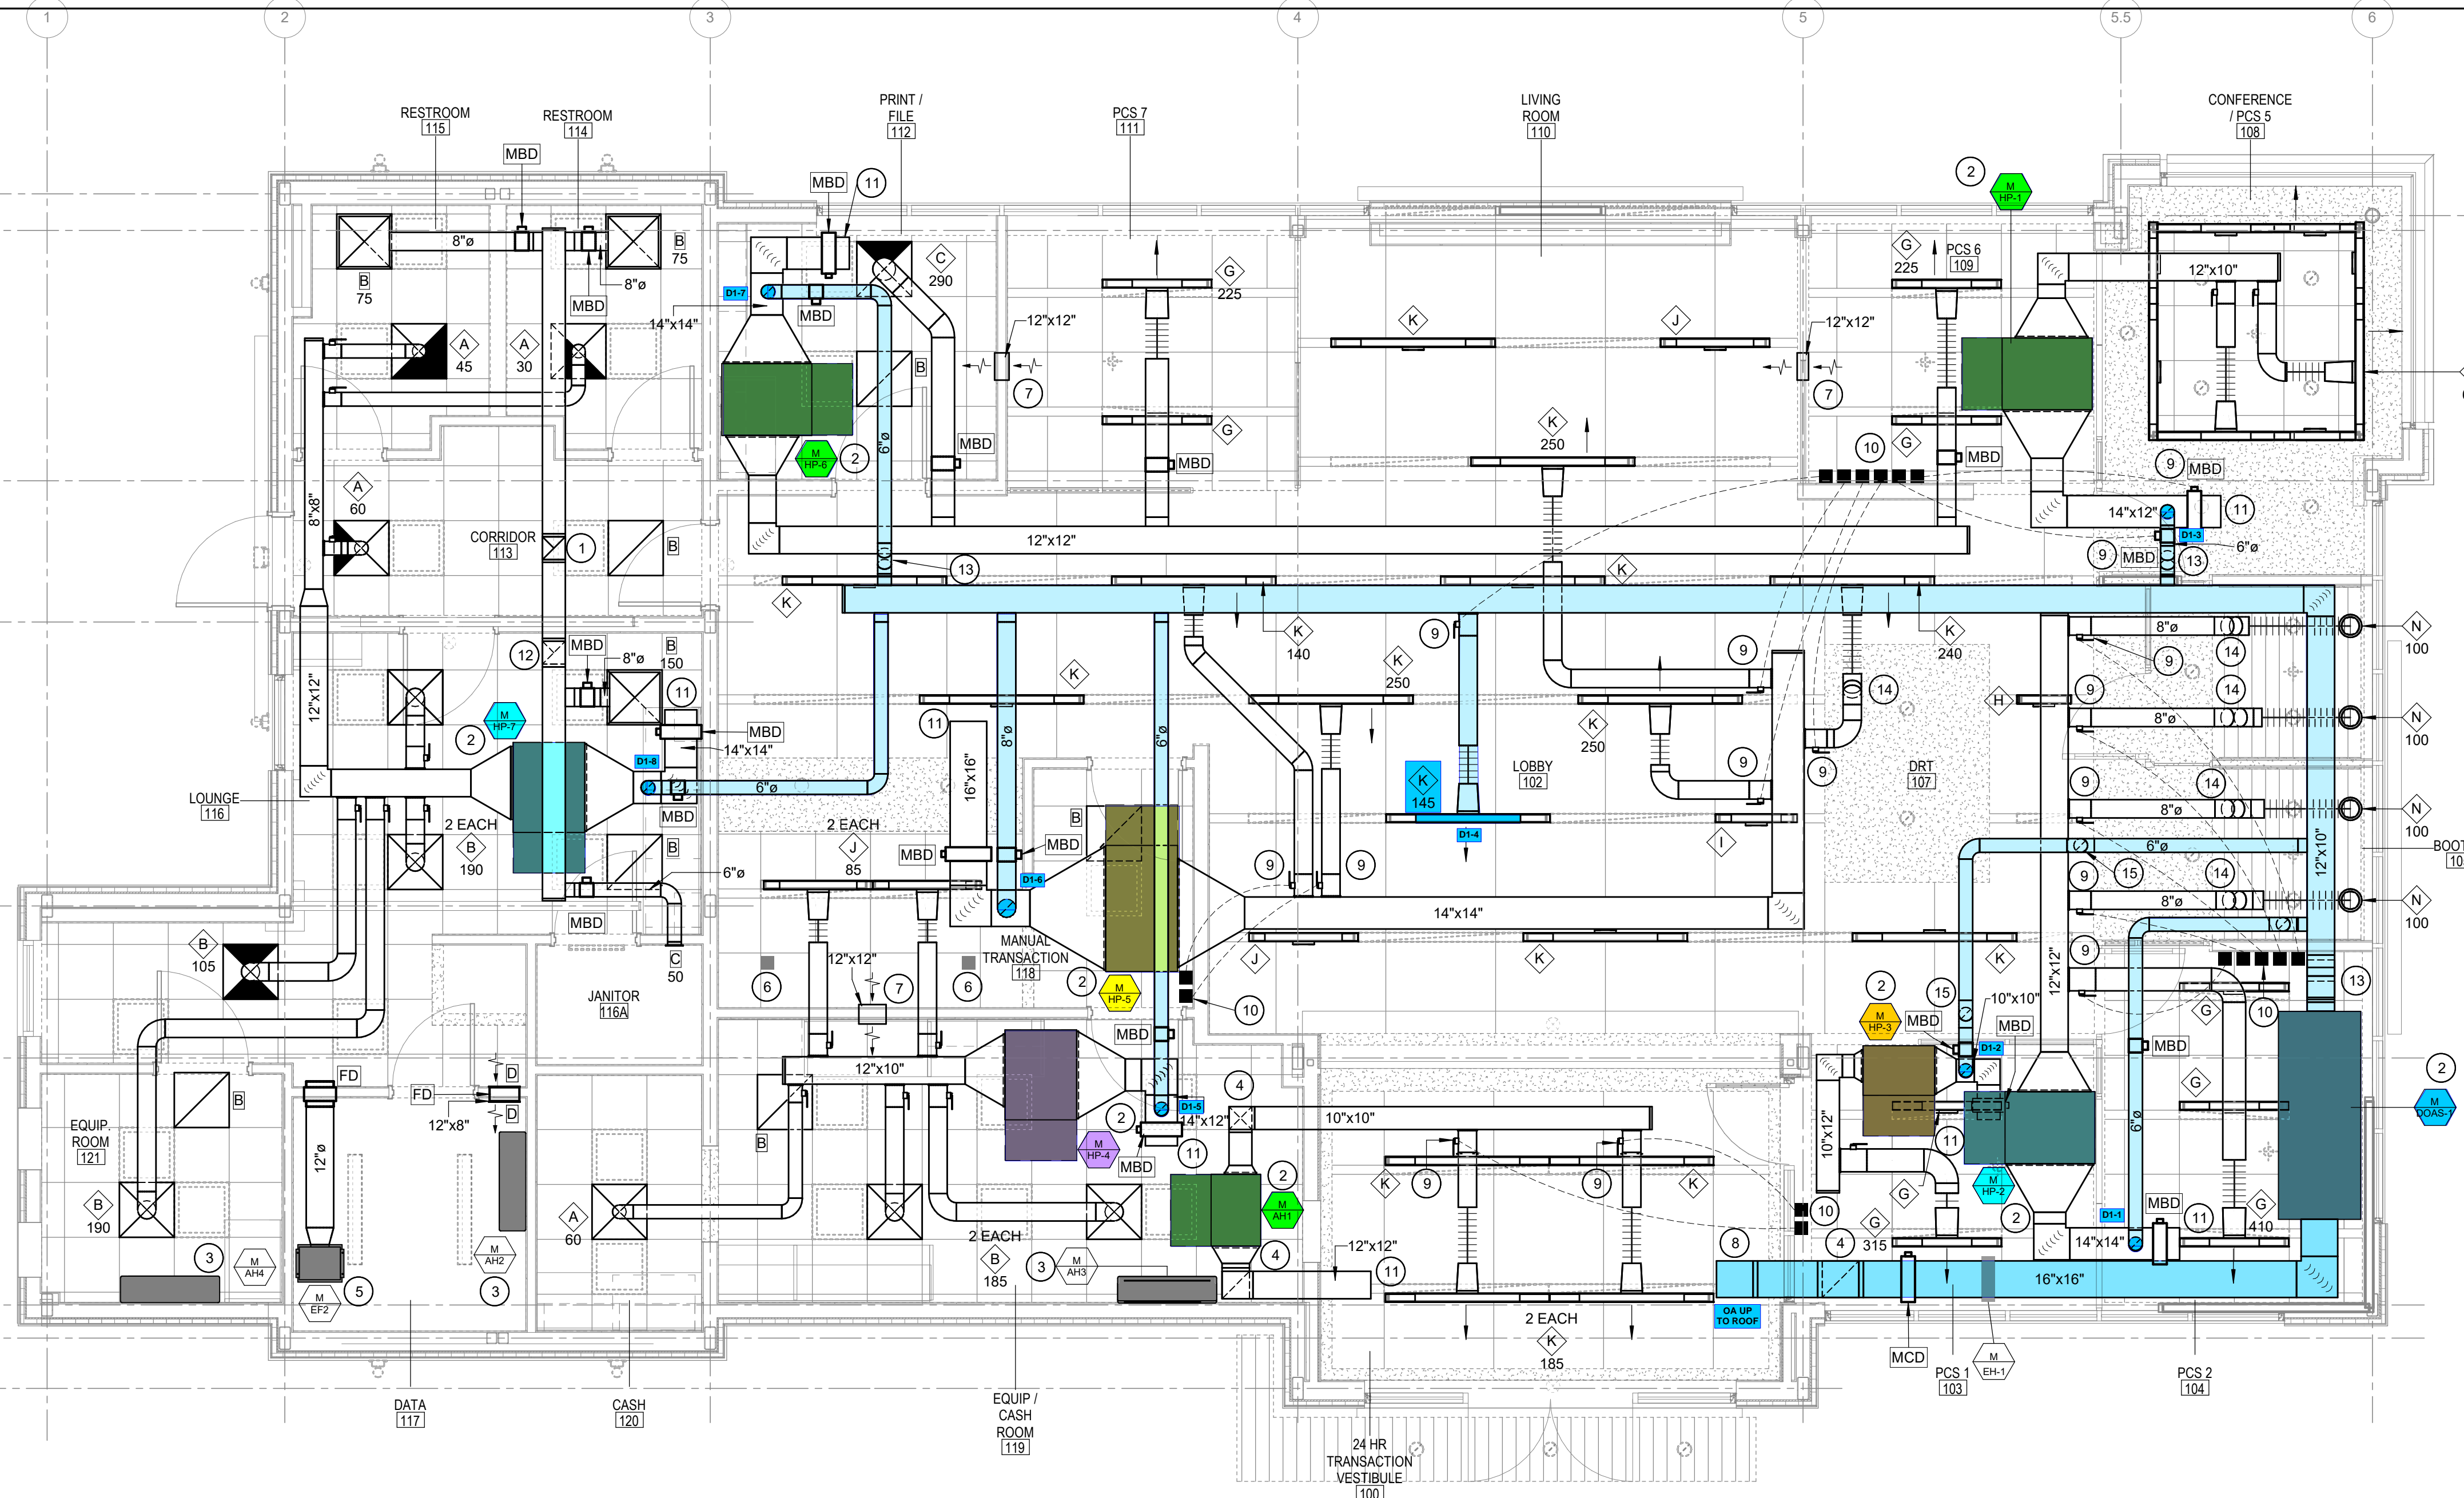 1
2
3
4
5
5.5
6
RESTROOM
115
RESTROOM
114
MBD
PRINT /
FILE
112
PCS 7
111
LIVING
ROOM
110
CONFERENCE
/ PCS 5
108
MBD
11
2
M
HP-1
8"ø
B
75
B
75
MBD
8"ø
C
290
D1-7
MBD
14"x14"
G
225
G
225
PCS 6
109
12"x10"
A
45
A
30
B
12"x12"
7
K
J
12"x12"
7
G
K
250
G
10
MBD
MBD
MBD
M
HP-6
2
6"ø
9
MBD
A
60
8"x8"
CORRIDOR
113
1
B
12"x12"
14"x12"
11
D1-3
6"ø
9
MBD
13
13
K
K
K
140
K
240
12
MBD
8"ø
B
150
11
12"x12"
M
HP-7
2
MBD
14"x14"
D1-8
6"ø
MBD
LOUNGE
116
2 EACH
B
190
B
6"ø
MBD
C
50
K
11
16"x16"
8"ø
6"ø
9
K
250
K
250
9
9
9
14
K
145
LOBBY
102
D1-4
I
DRT
107
8"ø
14
N
100
9
H
9
8"ø
14
N
100
9
8"ø
14
N
100
6"ø
15
12"x10"
9
8"ø
14
N
100
2 EACH
J
85
B
MBD
MBD
D1-6
9
9
14"x14"
MANUAL
TRANSACTION
118
J
K
K
B
105
JANITOR
116A
12"x12"
6
7
6
2
M
HP-5
10
MBD
2
M
HP-3
15
MBD
10"x10"
MBD
D1-2
12"x12"
9
G
10
13
MBD
6"ø
G
2
M
DOAS-1
FD
FD
D
D
12"x8"
B
EQUIP.
ROOM
121
12"ø
B
190
3
M
AH4
M
EF2
5
M
AH2
3
A
60
B
12"x10"
2
D1-5
14"x12"
M
HP-4
MBD
11
4
10"x10"
2
M
AH1
4
12"x12"
11
2 EACH
B
185
3
M
AH3
9
9
K
K
10
10"x12"
11
G
M
HP-2
2
G
315
8
4
D1-1
14"x14"
MBD
11
G
410
16"x16"
OA UP
TO ROOF
2 EACH
K
185
MCD
M
EH-1
PCS 1
103
PCS 2
104
DATA
117
CASH
120
EQUIP /
CASH
ROOM
119
24 HR
TRANSACTION
VESTIBULE
100